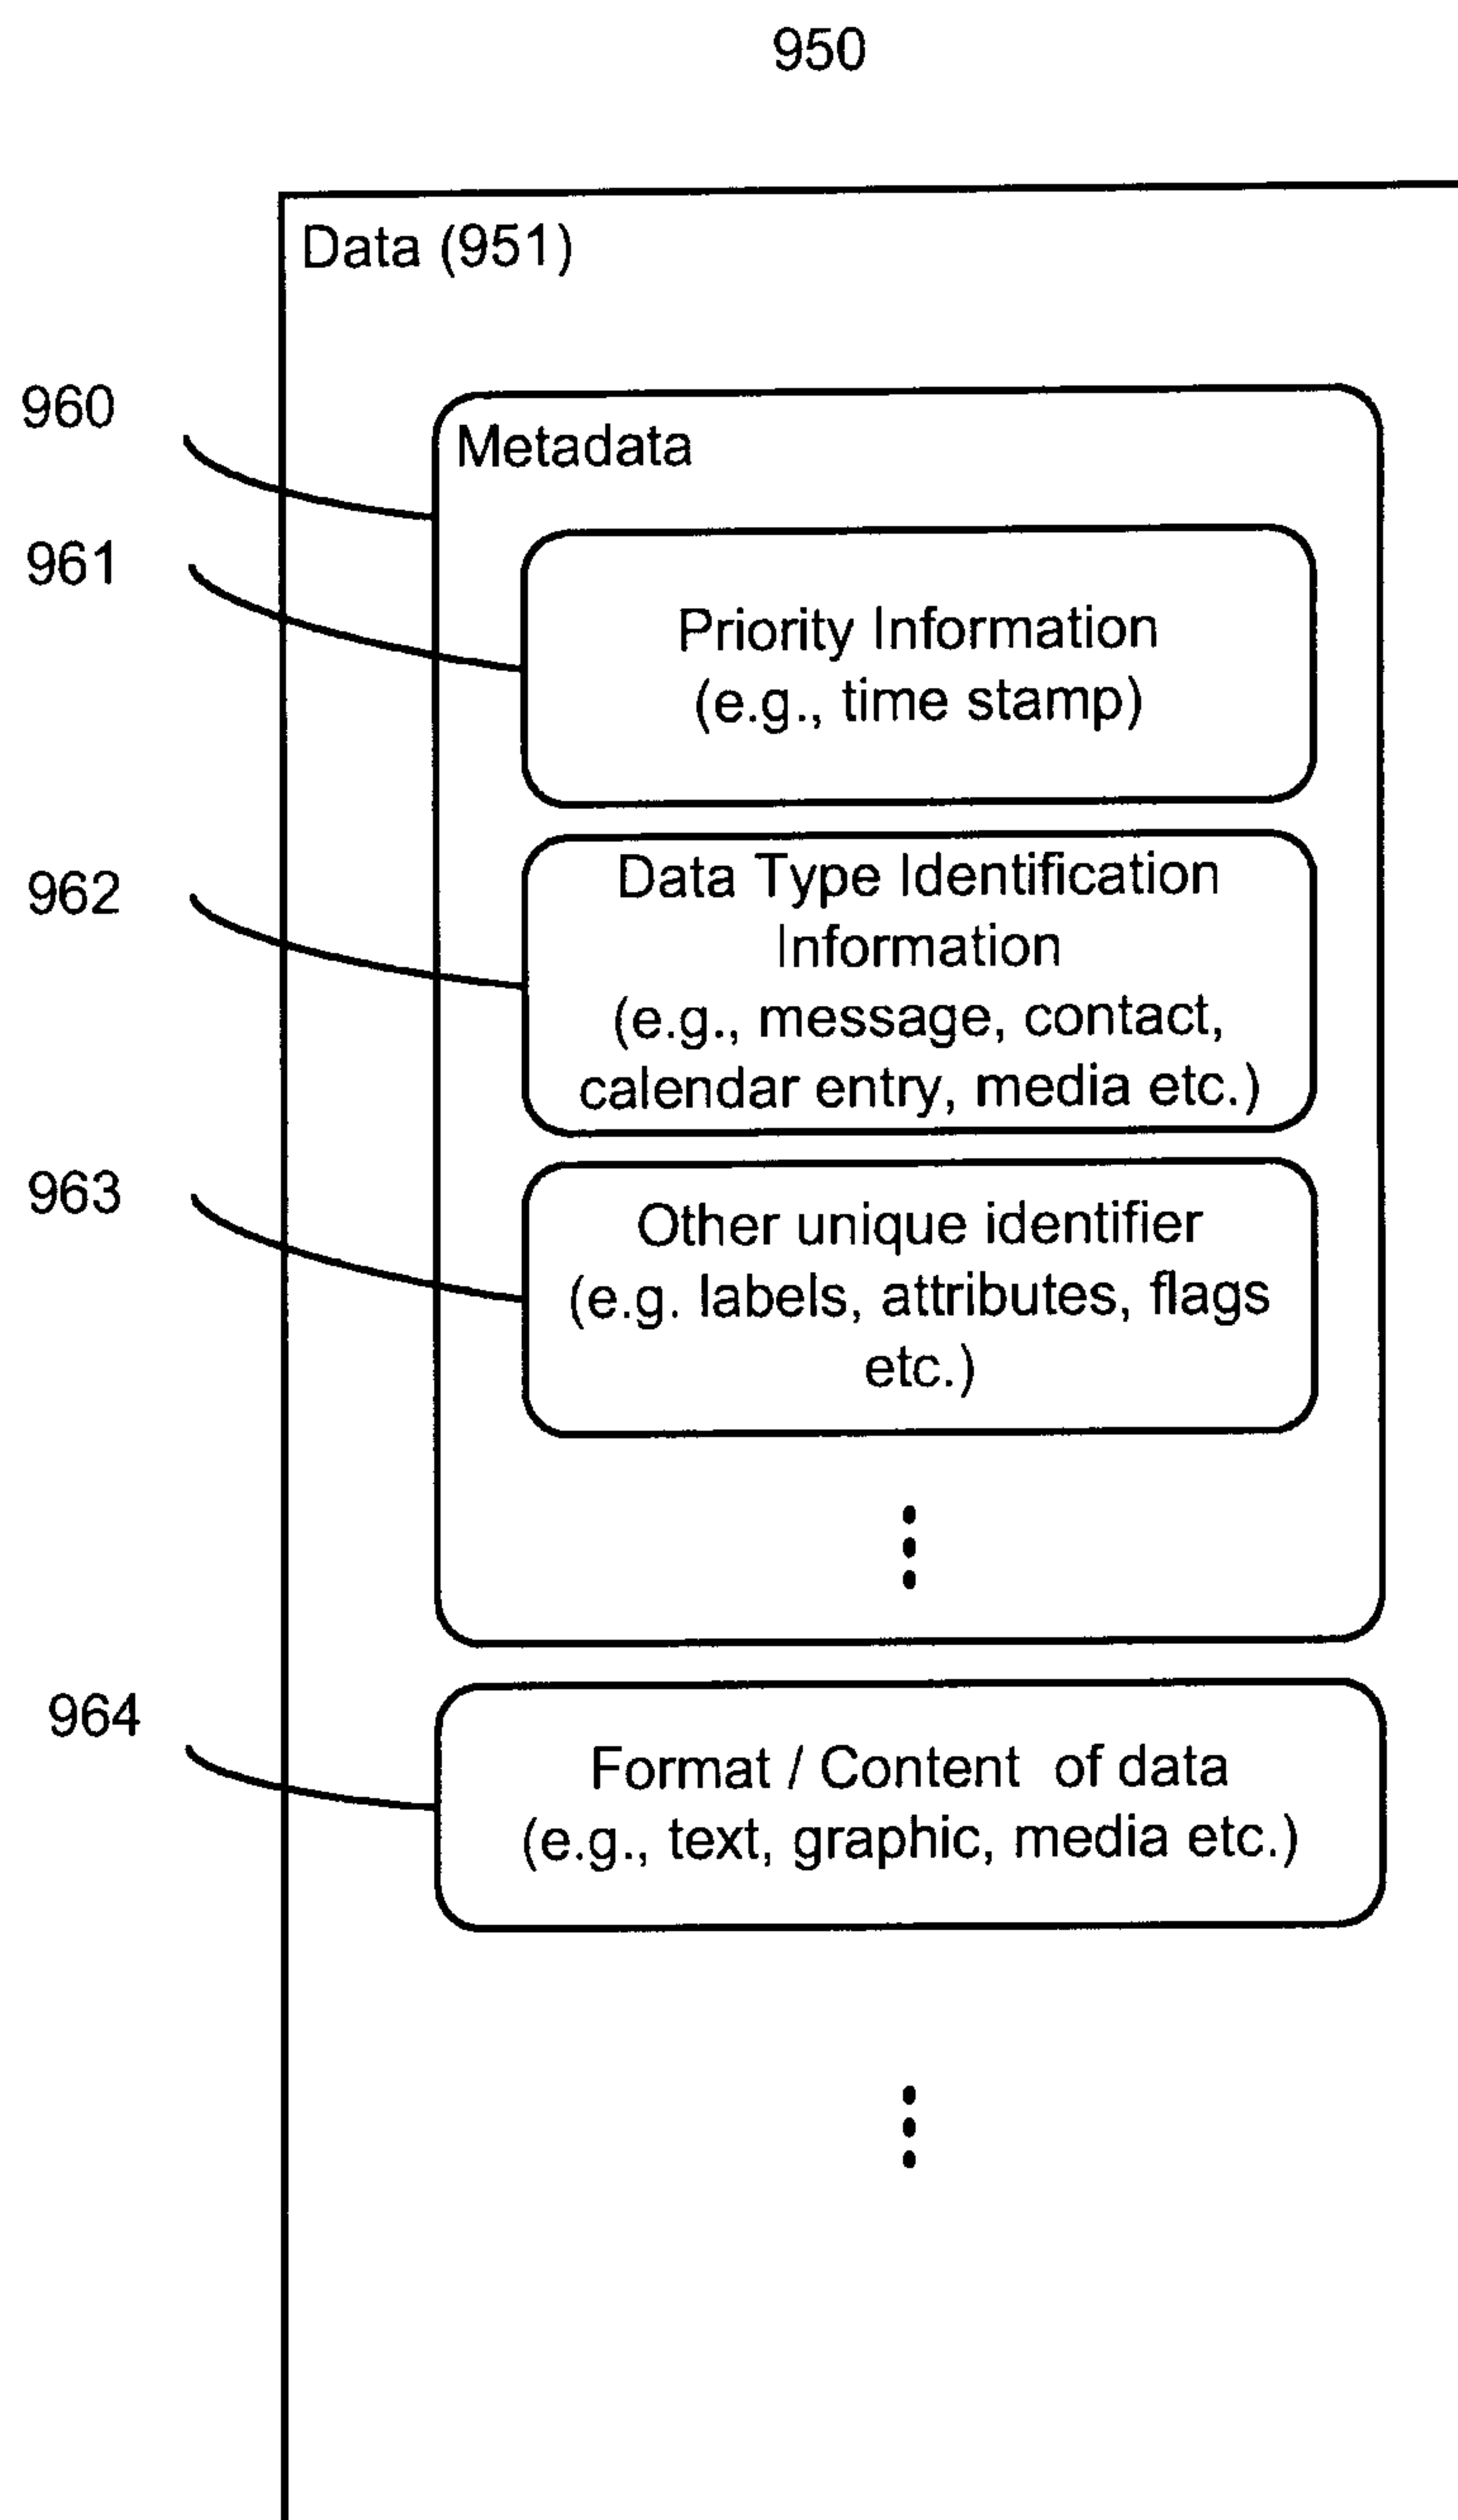 950
Data (951)
960
Metadata
961
Priority Information
(e.g., time stamp)
962
Data Type Identification
Information
(e.g., message, contact,
calendar entry, media etc.)
963
Other unique identifier
(e.g. labels, attributes, flags
etc.)
964
Format / Content of data
(e.g., text, graphic, media etc.)